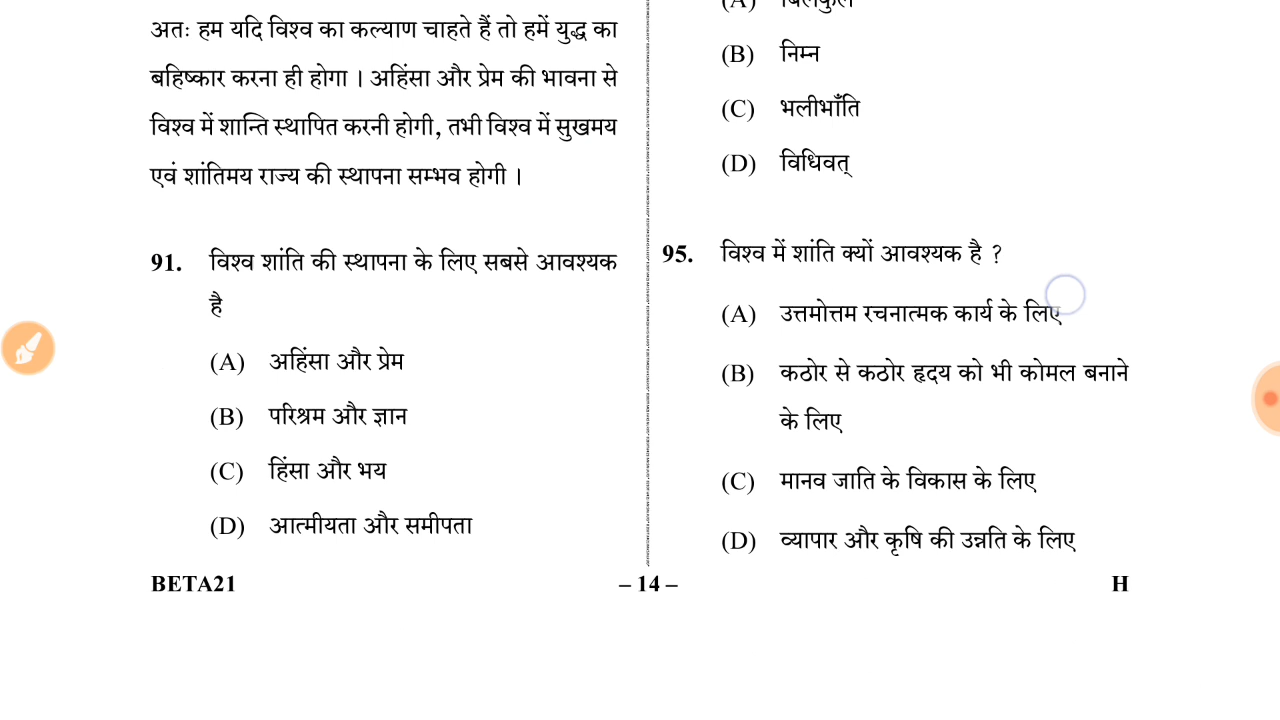 अतः हम यदि विश्व का कल्याण चाहते हैं तो हमें युद्ध का
बहिष्कार करना ही होगा । अहिंसा और प्रेम की भावना से
विश्व में शान्ति स्थापित करनी होगी, तभी विश्व में सुखमय
एवं शांतिमय राज्य की स्थापना सम्भव होगी ।
91. विश्व शांति की स्थापना के लिए सबसे आवश्यक
है
(A) अहिंसा और प्रेम
(B) परिश्रम और ज्ञान
(C) हिंसा और भय
(D) आत्मीयता और समीपता
(A) बिलकुल
(B) निम्न
(C) भलीभाँति
(D) विधिवत्
95. विश्व में शांति क्यों आवश्यक है ?
(A) उत्तमोत्तम रचनात्मक कार्य के लिए
(B) कठोर से कठोर हृदय को भी कोमल बनाने
के लिए
(C) मानव जाति के विकास के लिए
(D) व्यापार और कृषि की उन्नति के लिए
BETA21 – 14 – H